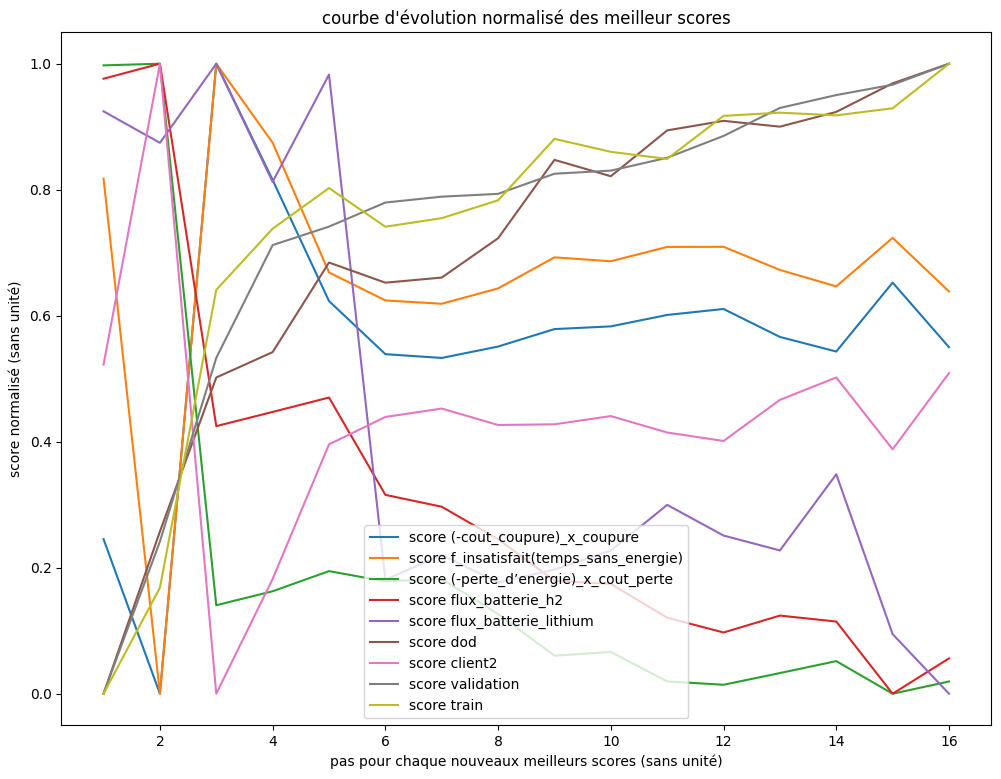 courbe d'évolution normalisé des meilleur scores
score normalisé (sans unité)
1.0
0.8
0.6
0.4
0.2
0.0
score (-cout_coupure)_x_coupure
score f_insatisfait(temps_sans_energie)
score (-perte_d’energie)_x_cout_perte
score flux_batterie_h2
score flux_batterie_lithium
score dod
score client2
score validation
score train
2 4 6 8 10 12 14 16
pas pour chaque nouveaux meilleurs scores (sans unité)